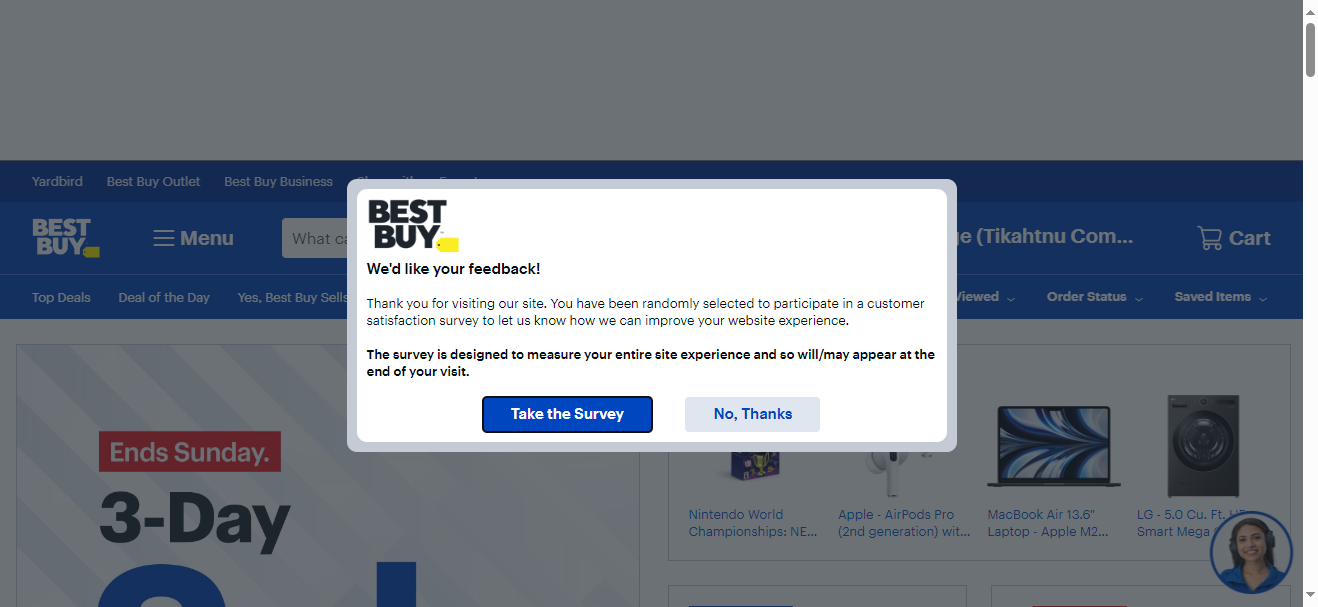 Yardbird Best Buy Outlet Best Buy Business
BEST BUY
Menu
What ca
ge (Tikahtnu Com...
Cart
Top Deals Deal of the Day Yes, Best Buy Sells
Viewed Order Status Saved Items
BEST
BUY
We'd like your feedback!
Thank you for visiting our site. You have been randomly selected to participate in a customer
satisfaction survey to let us know how we can improve your website experience.
The survey is designed to measure your entire site experience and so will/may appear at the
end of your visit.
Take the Survey No, Thanks
Ends Sunday.
3-Day
Nintendo World
Championships: NE...
Apple - AirPods Pro
(2nd generation) wit...
MacBook Air 13.6"
Laptop - Apple M2...
LG - 5.0 Cu. Ft.
Smart Mega